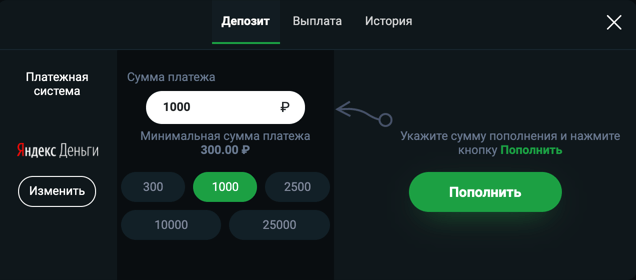 Депозит
Выплата
История
Платежная
система
Яндекс Деньги
Изменить
Сумма платежа
1000 ₽
Минимальная сумма платежа
300.00 ₽
300
1000
2500
10000
25000
Укажите сумму пополнения и нажмите
кнопку Пополнить
Пополнить